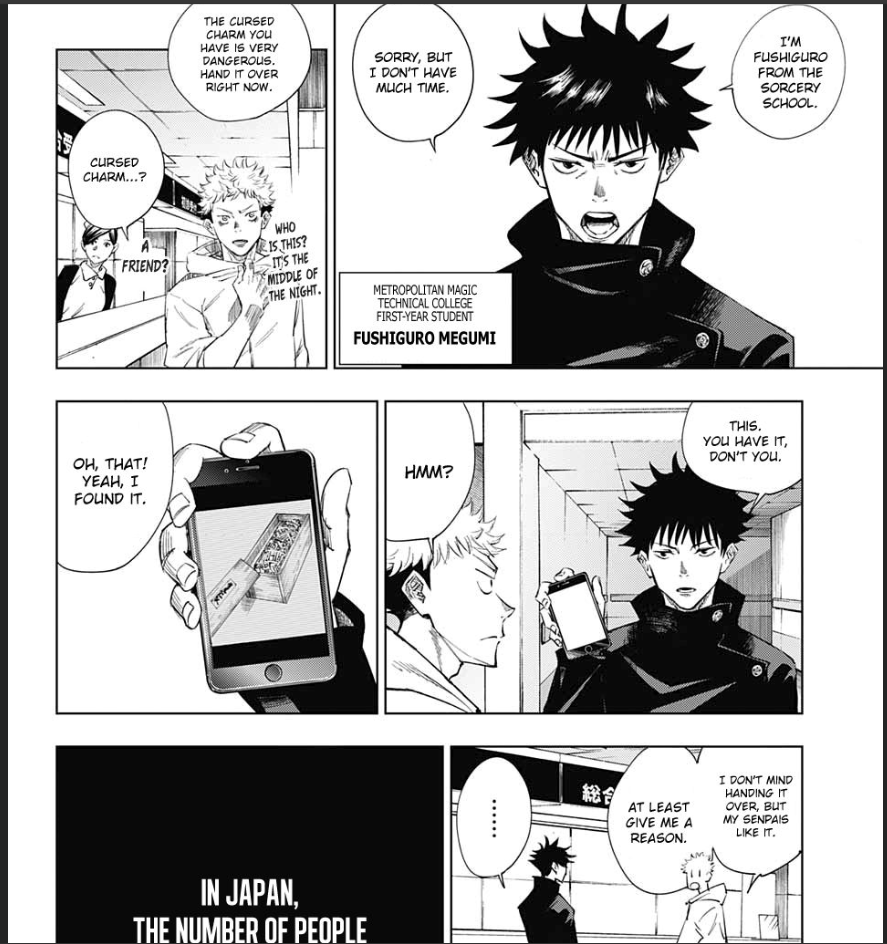 I'M
FUSHIGURO
FROM THE
SORCERY
SCHOOL.
SORRY, BUT
I DON'T HAVE
MUCH TIME.
METROPOLITAN MAGIC
TECHNICAL COLLEGE
FIRST-YEAR STUDENT
FUSHIGURO MEGUMI
THE CURSED
CHARM YOU
HAVE IS VERY
DANGEROUS.
HAND IT OVER
RIGHT NOW.
WHO
IS THIS?
IT'S THE
MIDDLE OF
THE NIGHT.
CURSED
CHARM...?
A
FRIEND?
THIS.
YOU HAVE IT,
DON'T YOU.
HMM?
OH, THAT!
YEAH, I
FOUND IT.
I DON'T MIND
HANDING IT
OVER, BUT
MY SENPAIS
LIKE IT.
AT LEAST
GIVE ME A
REASON.
総合
......
IN JAPAN,
THE NUMBER OF PEOPLE